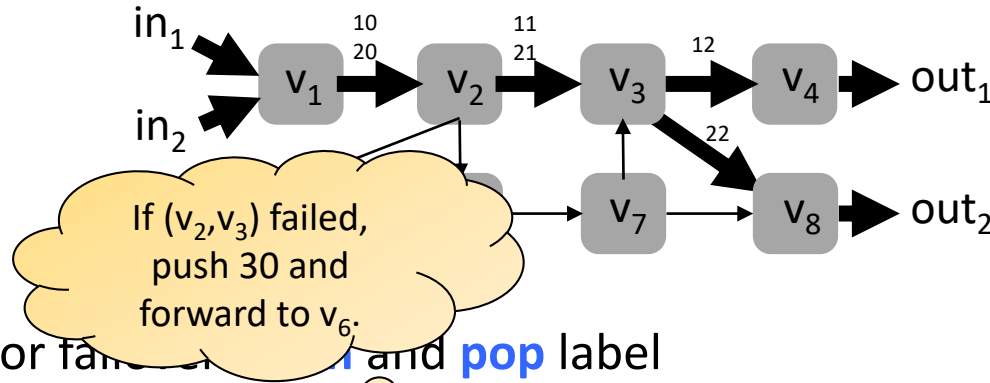 in1
10
20
11
21
12
v1
v2
v3
v4
out1
in2
22
v7
v8
out2
If (v2,v3) failed,
push 30 and
forward to v6.
or and pop label